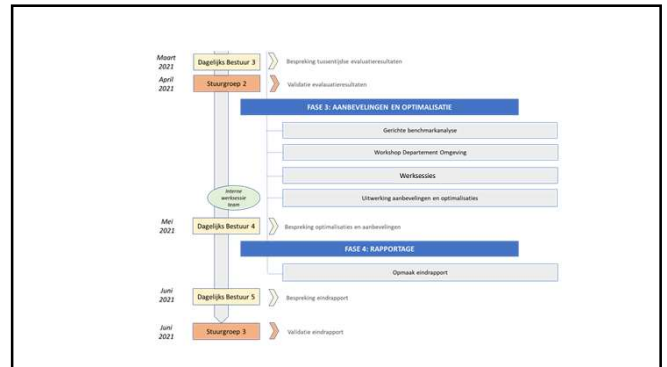 Maart
2021
Dagelijks Bestuur 3
Bespreking tussentijdse evaluatieresultaten
April
2021
Stuurgroep 2
Validatie evaluatieresultaten
FASE 3: AANBEVELINGEN EN OPTIMALISATIE
Gerichte benchmarkanalyse
Workshop Departement Omgeving
Werksessies
Interne
werksessie
team
Uitwerking aanbevelingen en optimalisaties
Mei
2021
Dagelijks Bestuur 4
Bespreking optimalisaties en aanbevelingen
FASE 4: RAPPORTAGE
Opmaak eindrapport
Juni
2021
Dagelijks Bestuur 5
Bespreking eindrapport
Juni
2021
Stuurgroep 3
Validatie eindrapport